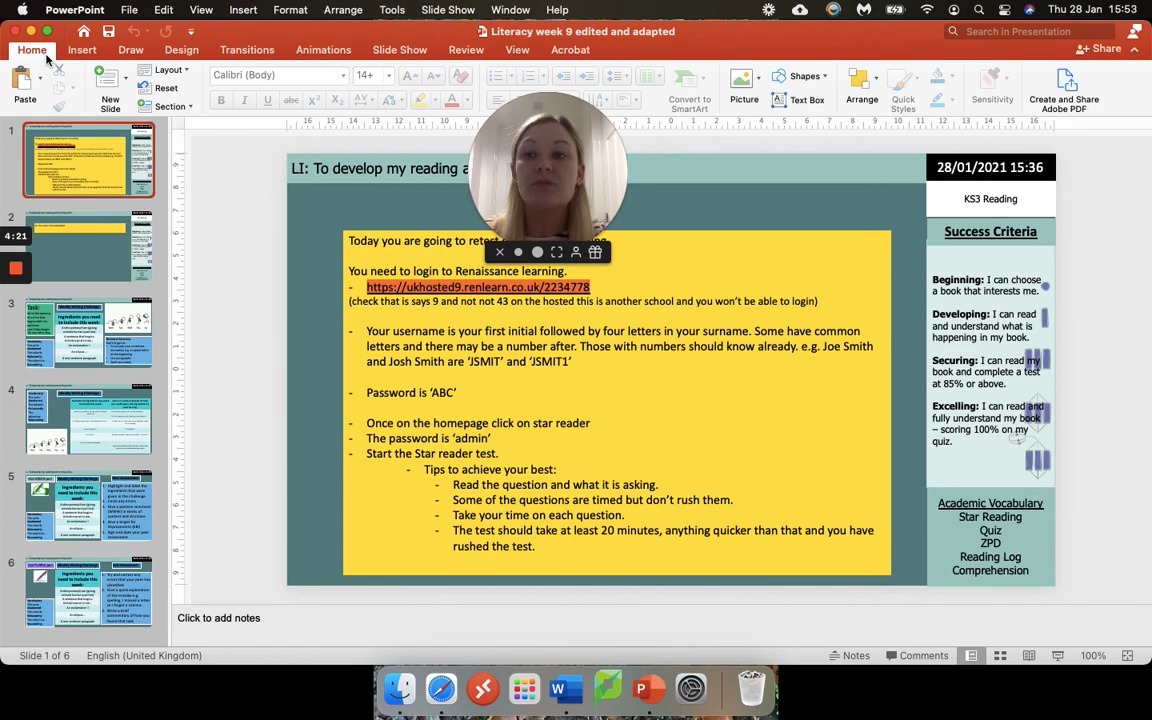 PowerPoint File Edit View Insert Format Arrange Tools Slide Show Window Help
Thu 28 Jan 15:53
Literacy week 9 edited and adapted
Search in Presentation
Home Insert Draw Design Transitions Animations Slide Show Review View Acrobat
Share
Paste
New Slide
Layout
Reset
Section
Calibri (Body)
14+
Convert to SmartArt
Picture
Shapes
Text Box
Arrange
Quick Styles
Sensitivity
Create and Share Adobe PDF
4:21
LI: To develop my reading a
28/01/2021 15:36
KS3 Reading
Today you are going to retest
You need to login to Renaissance learning.
- https://ukhosted9.renlearn.co.uk/2234778
(check that is says 9 and not not 43 on the hosted this is another school and you won't be able to login)
- Your username is your first initial followed by four letters in your surname. Some have common
letters and there may be a number after. Those with numbers should know already. e.g. Joe Smith
and Josh Smith are 'JSMIT' and 'JSMIT1'
- Password is 'ABC'
- Once on the homepage click on star reader
- The password is 'admin'
- Start the Star reader test.
- Tips to achieve your best:
- Read the question and what it is asking.
- Some of the questions are timed but don't rush them.
- Take your time on each question.
- The test should take at least 20 minutes, anything quicker than that and you have
rushed the test.
Success Criteria
Beginning: I can choose
a book that interests me.
Developing: I can read
and understand what is
happening in my book.
Securing: I can read my
book and complete a test
at 85% or above.
Excelling: I can read and
fully understand my book
– scoring 100% on my
quiz.
Academic Vocabulary
Star Reading
Quiz
ZPD
Reading Log
Comprehension
1
2
3
4
5
6
Click to add notes
Slide 1 of 6
English (United Kingdom)
Notes
Comments
100%